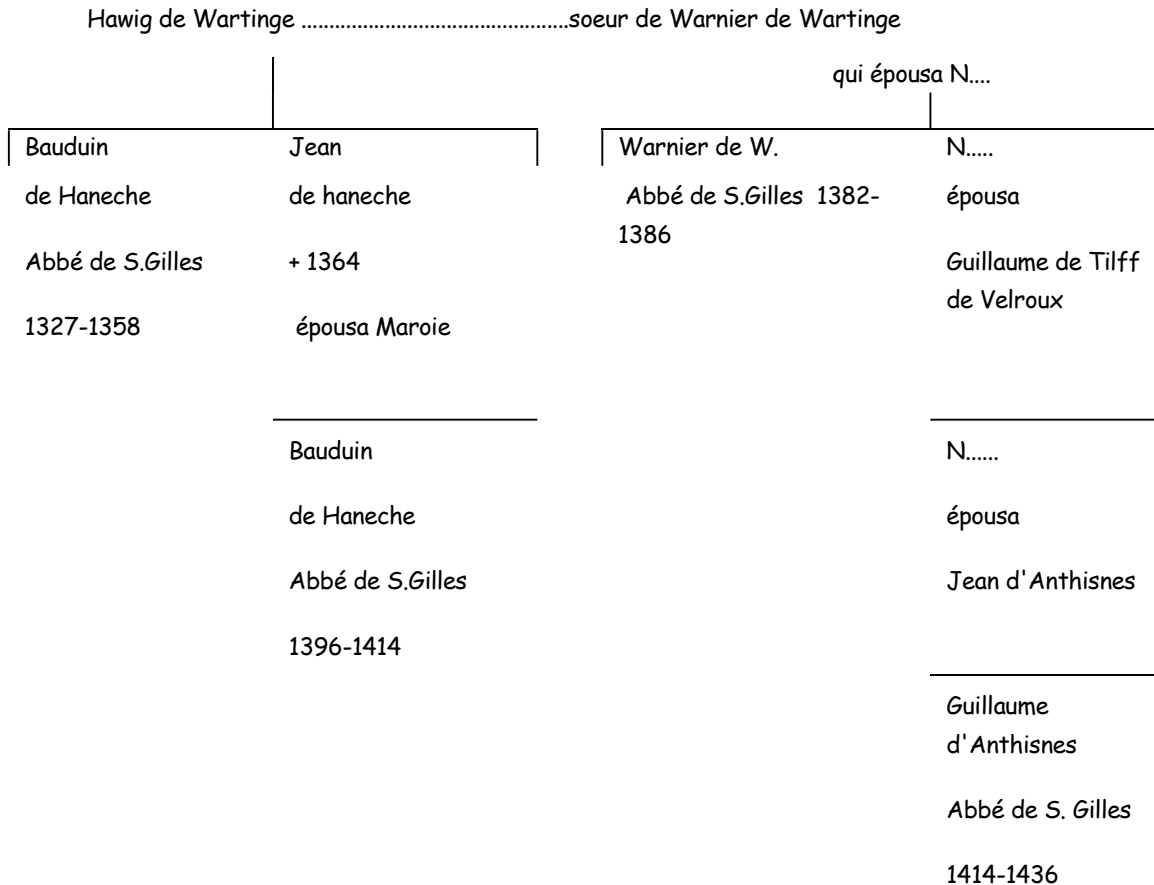 Hawig de Wartinge ................................................soeur de Warnier de Wartinge
qui épousa N....
Bauduin
de Haneche
Abbé de S.Gilles
1327-1358
Jean
de haneche
+ 1364
épousa Maroie
Warnier de W.
Abbé de S.Gilles 1382-
1386
N.....
épousa
Guillaume de Tilff
de Velroux
Bauduin
de Haneche
Abbé de S.Gilles
1396-1414
N......
épousa
Jean d'Anthisnes
Guillaume
d'Anthisnes
Abbé de S. Gilles
1414-1436